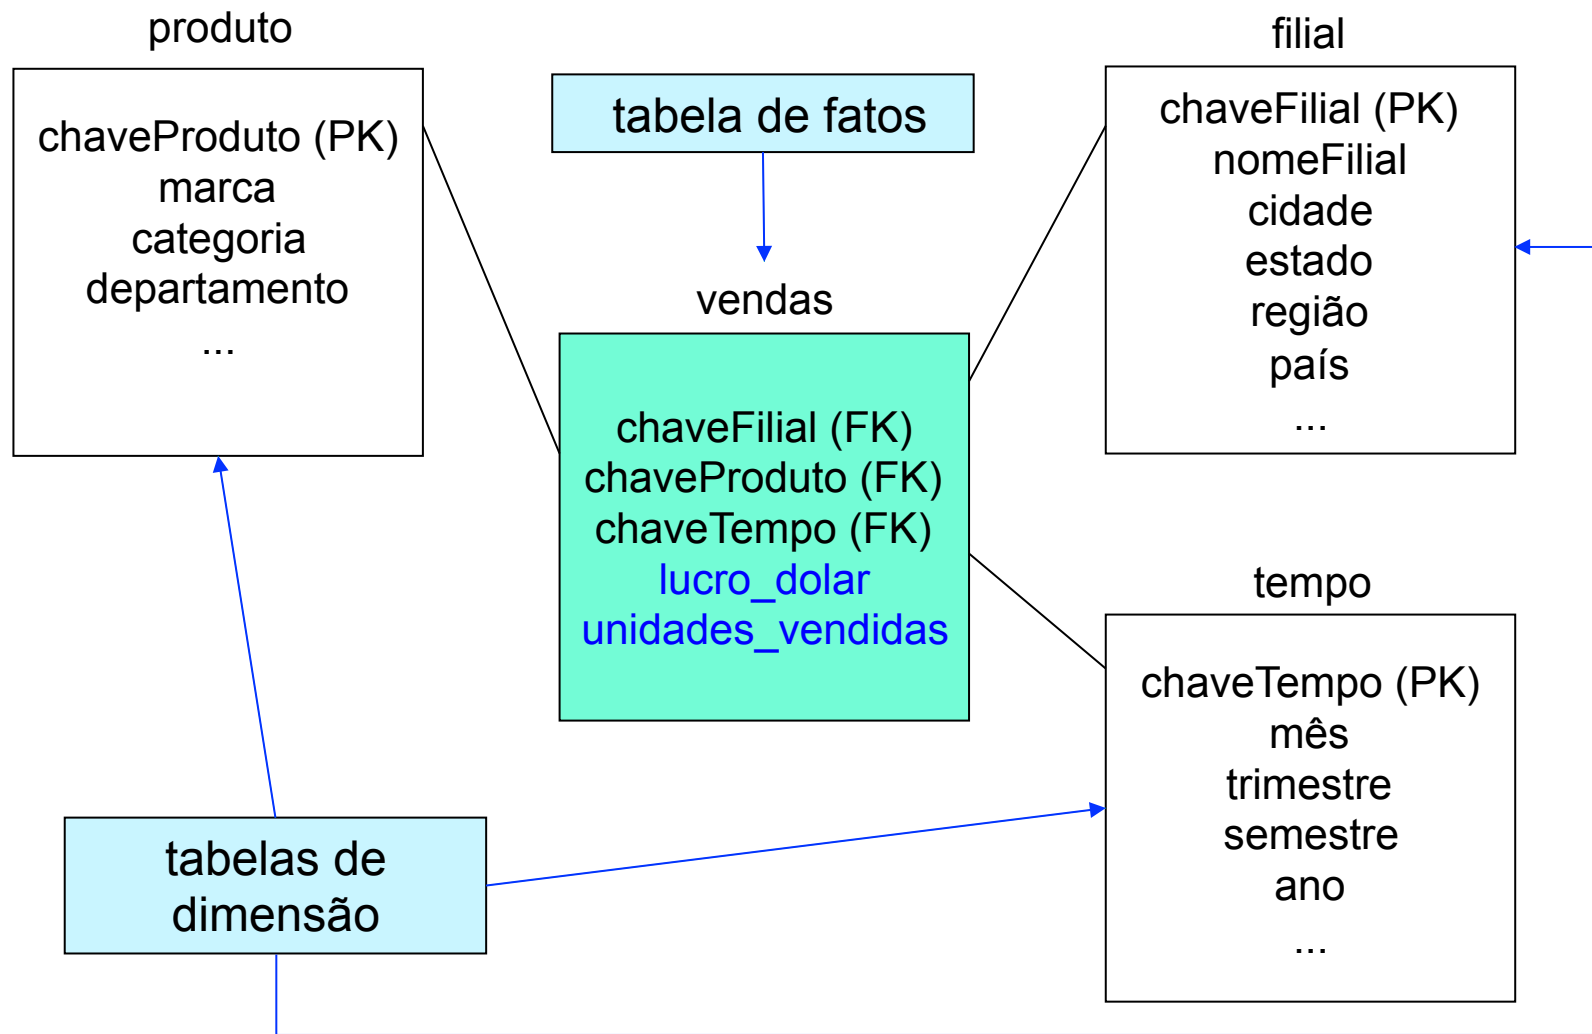 produto
chaveProduto (PK)
marca
categoria
departamento
...
tabela de fatos
vendas
chaveFilial (FK)
chaveProduto (FK)
chaveTempo (FK)
lucro_dolar
unidades_vendidas
filial
chaveFilial (PK)
nomeFilial
cidade
estado
região
país
...
tempo
chaveTempo (PK)
mês
trimestre
semestre
ano
...
tabelas de
dimensão